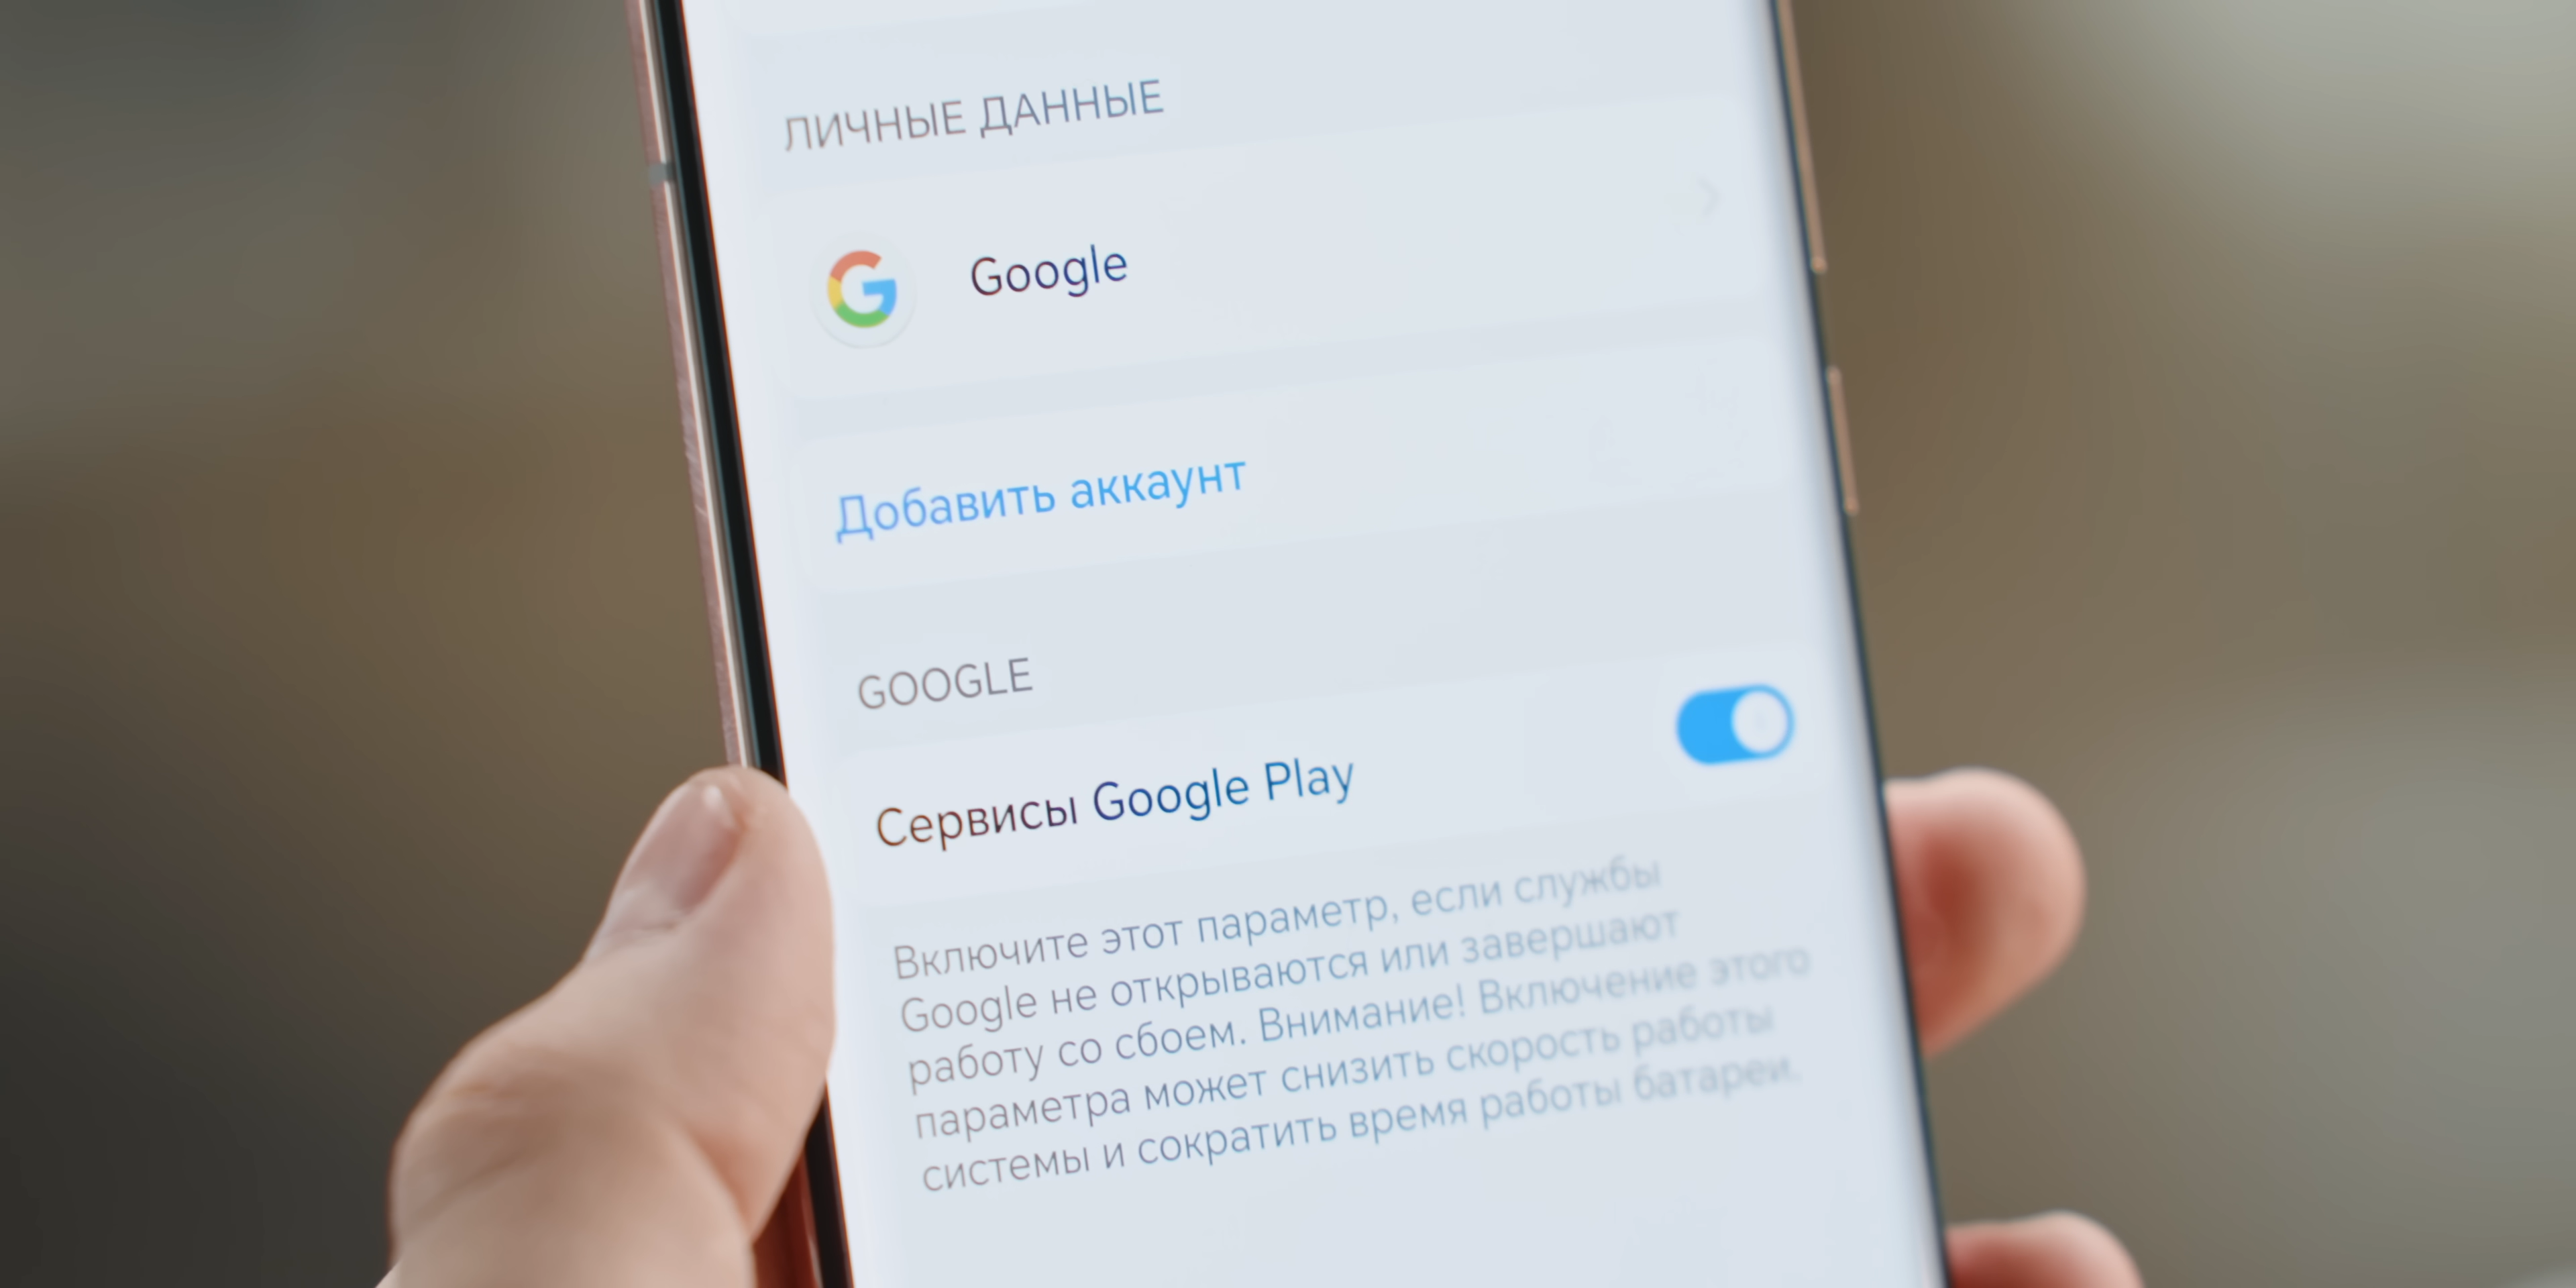 ЛИЧНЫЕ ДАННЫЕ
Google
Добавить аккаунт
GOOGLE
Сервисы Google Play
Включите этот параметр, если службы
Google не открываются или завершают
работу со сбоем. Внимание! Включение этого
параметра может снизить скорость работы
системы и сократить время работы батареи.